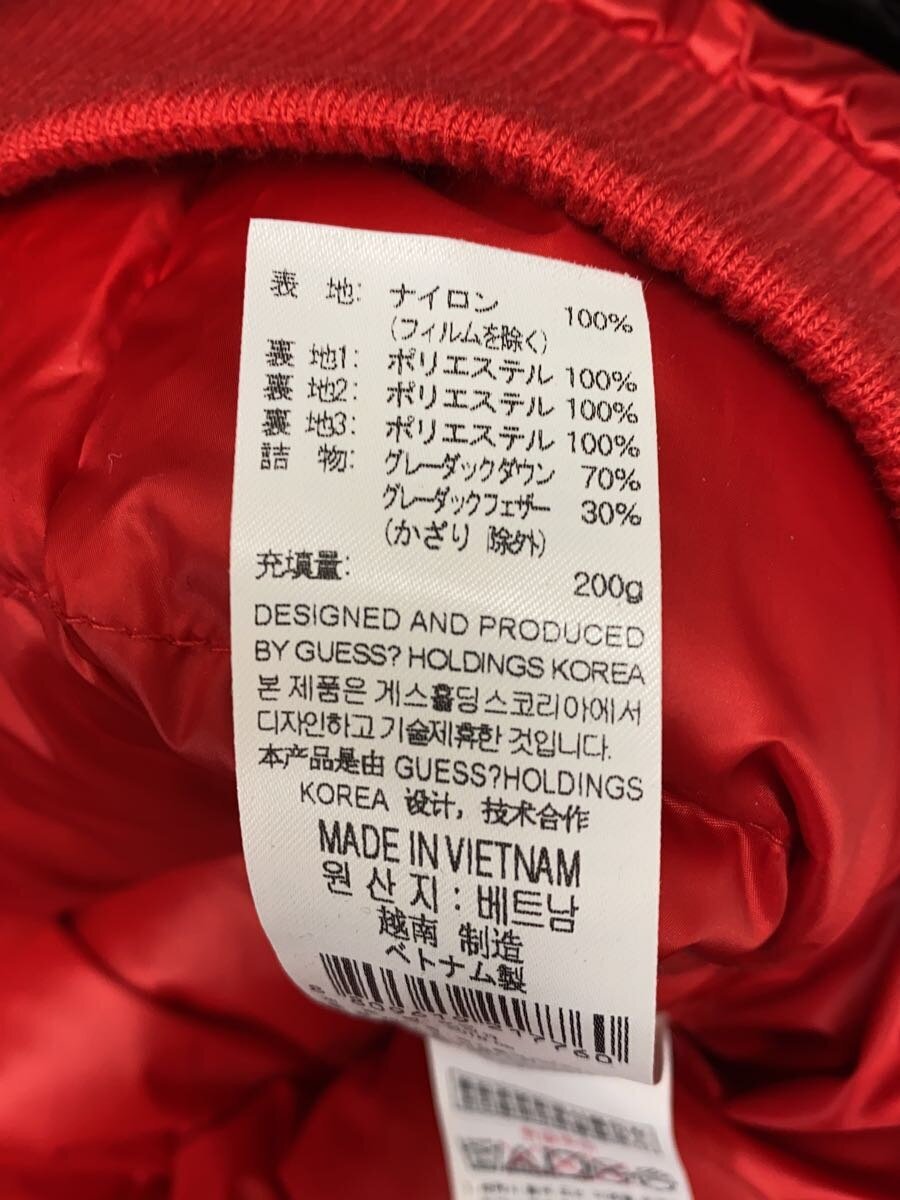 表 地: ナイロン 100%
(フィルムを除く)
裏 地1: ポリエステル 100%
裏 地2: ポリエステル 100%
裏 地3: ポリエステル 100%
詰 物: グレーダックダウン 70%
グレーダックフェザー 30%
(かざり 除外)
充填量: 200g
DESIGNED AND PRODUCED
BY GUESS? HOLDINGS KOREA
본 제품은 게스홀딩스코리아에서
디자인하고 기술제휴한 것입니다.
本产品是由 GUESS?HOLDINGS
KOREA 设计, 技术合作
MADE IN VIETNAM
원 산 지 : 베트남
越南 制造
ベトナム製